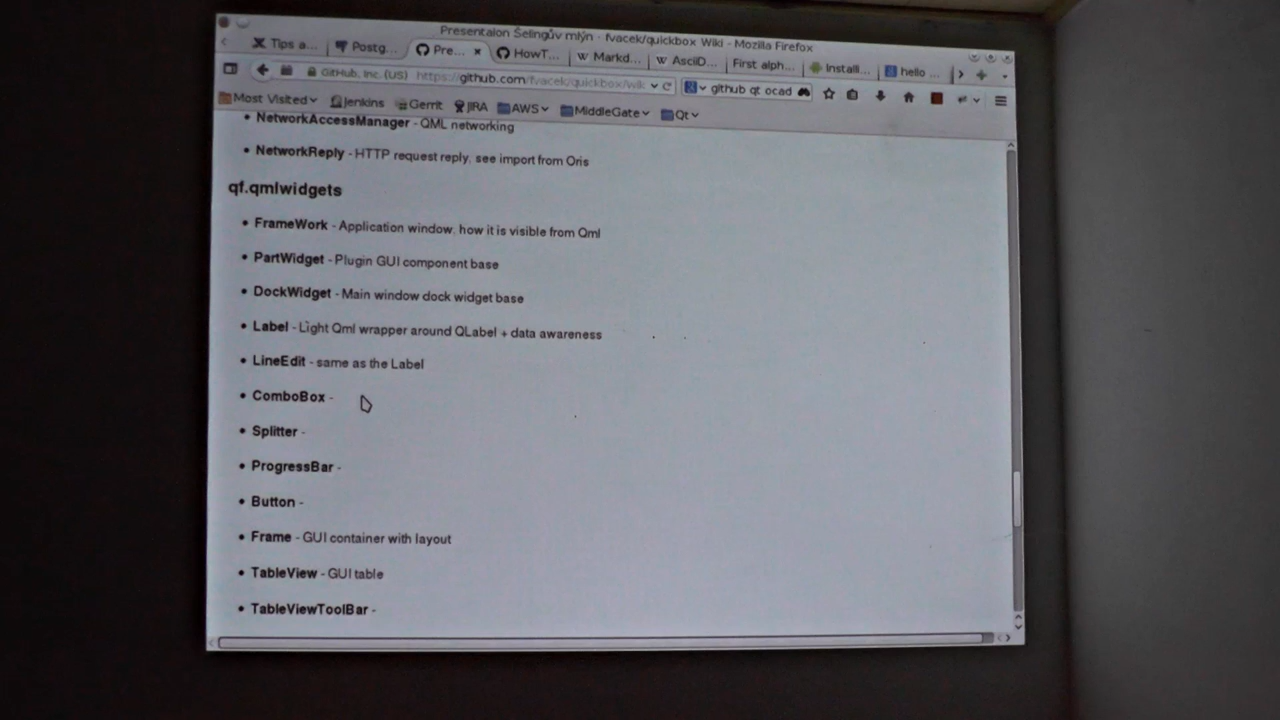 Presentaion Šelingův mlýn · fvacek/quickbox Wiki - Mozilla Firefox
Tips a... Postg... Pre... HowT... Markd... AsciiD... First alph... Installi... hello ...
GitHub, Inc. (US) https://github.com/fvacek/quickbox/wik github qt ocad
Most Visited Jenkins Gerrit JIRA AWS MiddleGate Qt
• NetworkAccessManager - QML networking
• NetworkReply - HTTP request reply, see import from Oris
qf.qmlwidgets
• FrameWork - Application window, how it is visible from Qml
• PartWidget - Plugin GUI component base
• DockWidget - Main window dock widget base
• Label - Light Qml wrapper around QLabel + data awareness
• LineEdit - same as the Label
• ComboBox -
• Splitter -
• ProgressBar -
• Button -
• Frame - GUI container with layout
• TableView - GUI table
• TableViewToolBar -